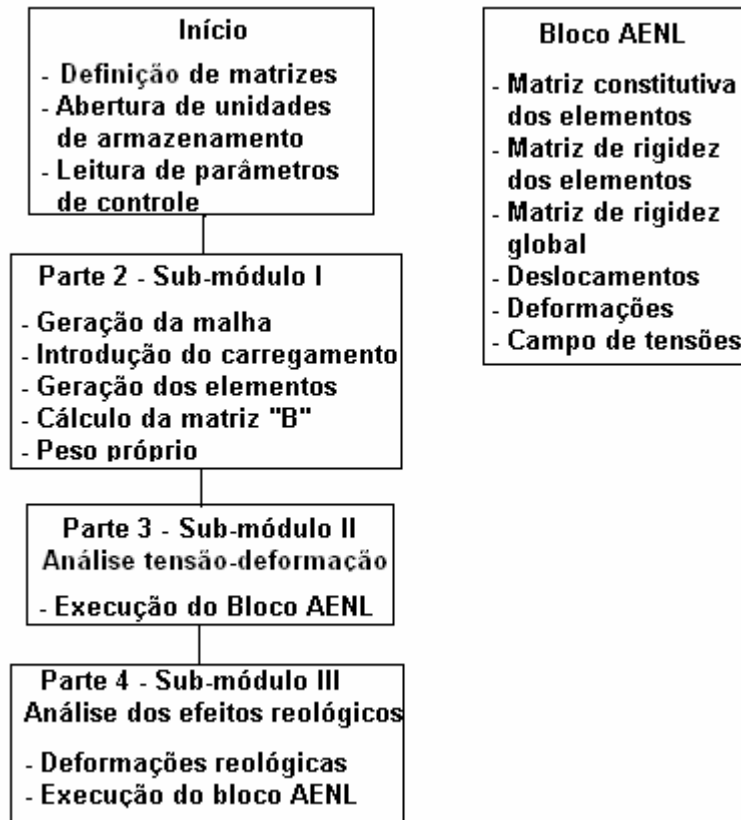 Início
- Definição de matrizes
- Abertura de unidades
de armazenamento
- Leitura de parâmetros
de controle
Parte 2 - Sub-módulo I
- Geração da malha
- Introdução do carregamento
- Geração dos elementos
- Cálculo da matriz "B"
- Peso próprio
Parte 3 - Sub-módulo II
Análise tensão-deformação
- Execução do Bloco AENL
Parte 4 - Sub-módulo III
Análise dos efeitos reológicos
- Deformações reológicas
- Execução do bloco AENL
Bloco AENL
- Matriz constitutiva
dos elementos
- Matriz de rigidez
dos elementos
- Matriz de rigidez
global
- Deslocamentos
- Deformações
- Campo de tensões